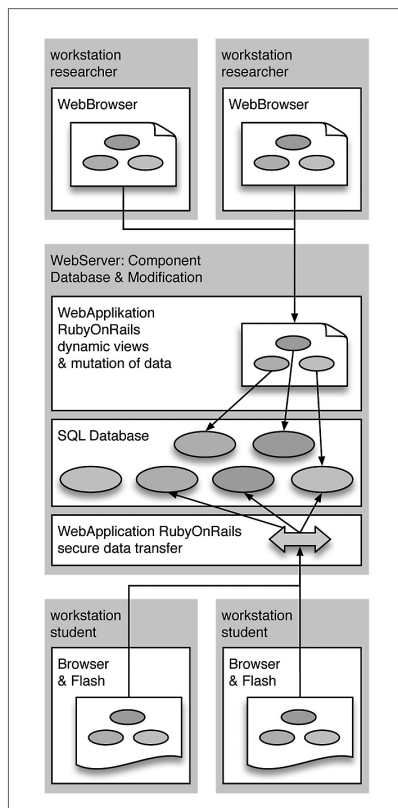 workstation
researcher
WebBrowser
workstation
researcher
WebBrowser
WebServer: Component
Database & Modification
WebApplikation
RubyOnRails
dynamic views
& mutation of data
SQL Database
WebApplication RubyOnRails
secure data transfer
workstation
student
Browser
& Flash
workstation
student
Browser
& Flash